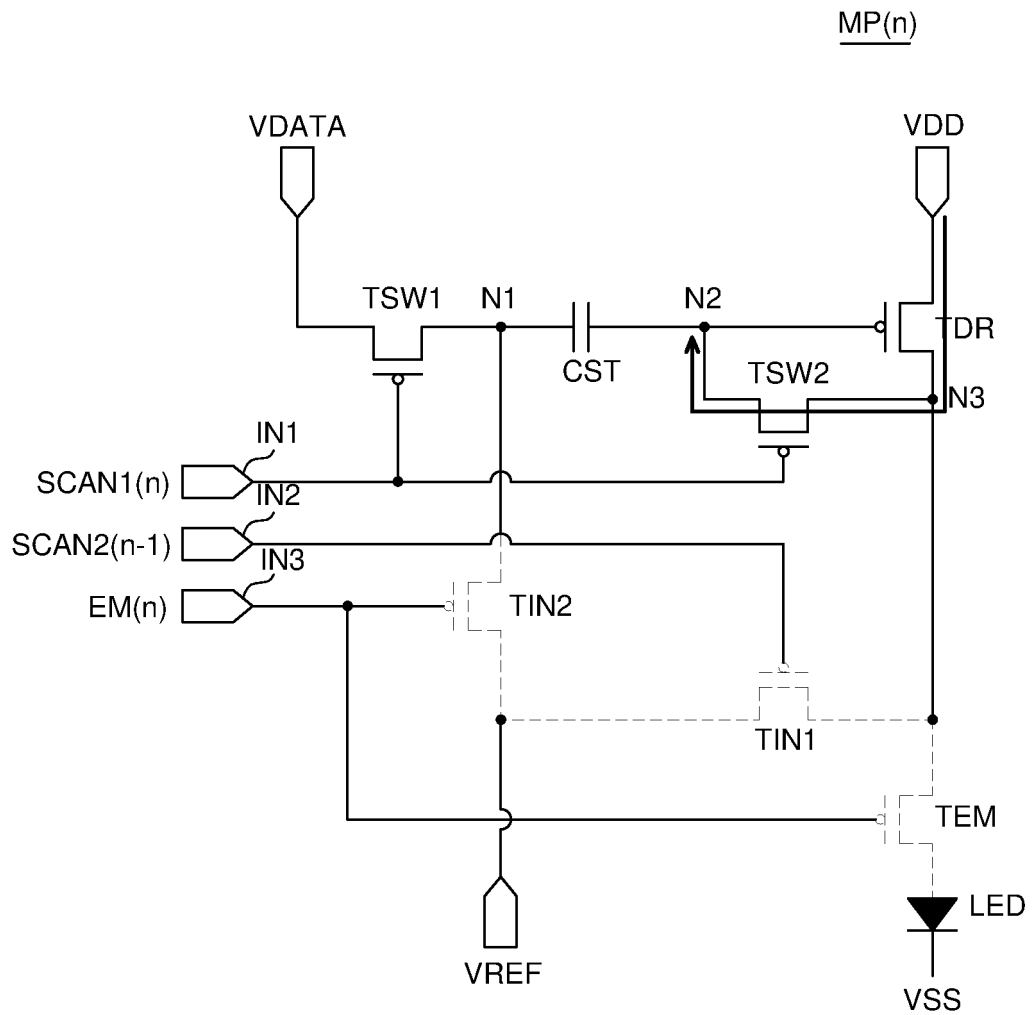 MP(n)
VDATA
VDD
TSW1
N1
N2
CST
TDR
TSW2
N3
IN1
SCAN1(n)
IN2
SCAN2(n-1)
IN3
EM(n)
TIN2
TIN1
TEM
LED
VREF
VSS